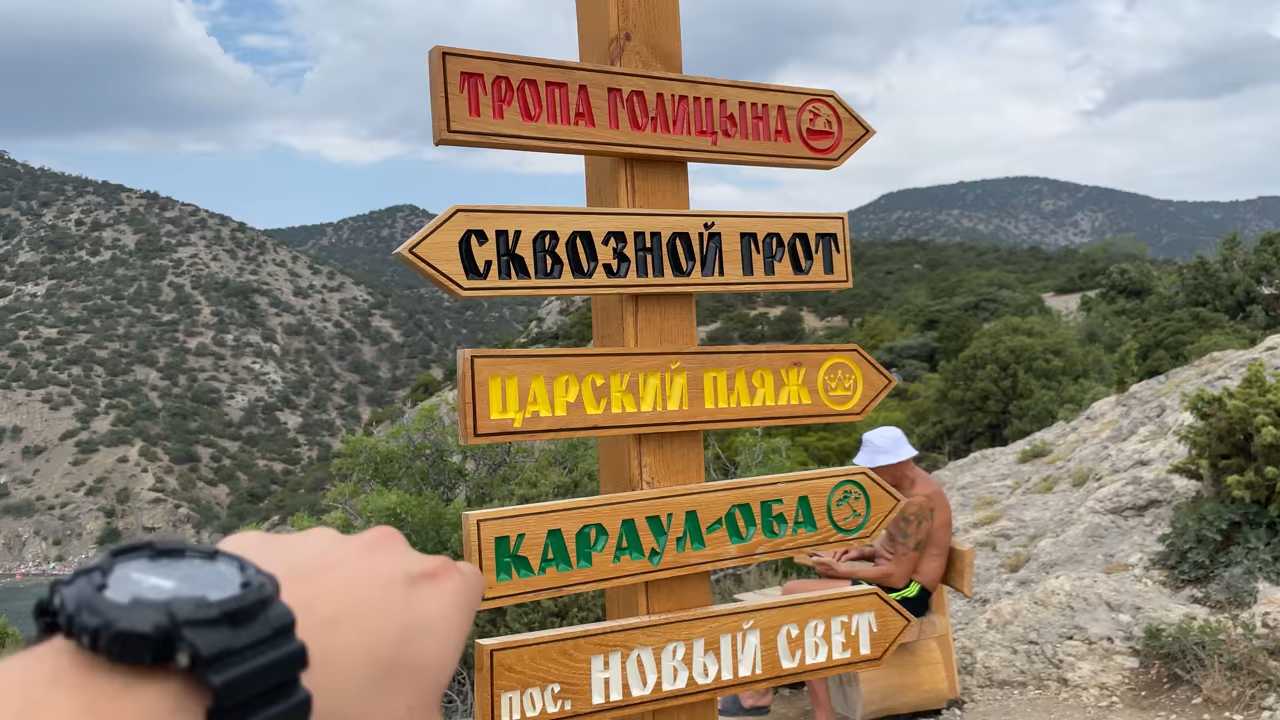 ТРОПА ГОЛИЦЫНА
СКВОЗНОЙ ГРОТ
ЦАРСКИЙ ПЛЯЖ
КАРАУЛ-ОБА
ПОС. НОВЫЙ СВЕТ